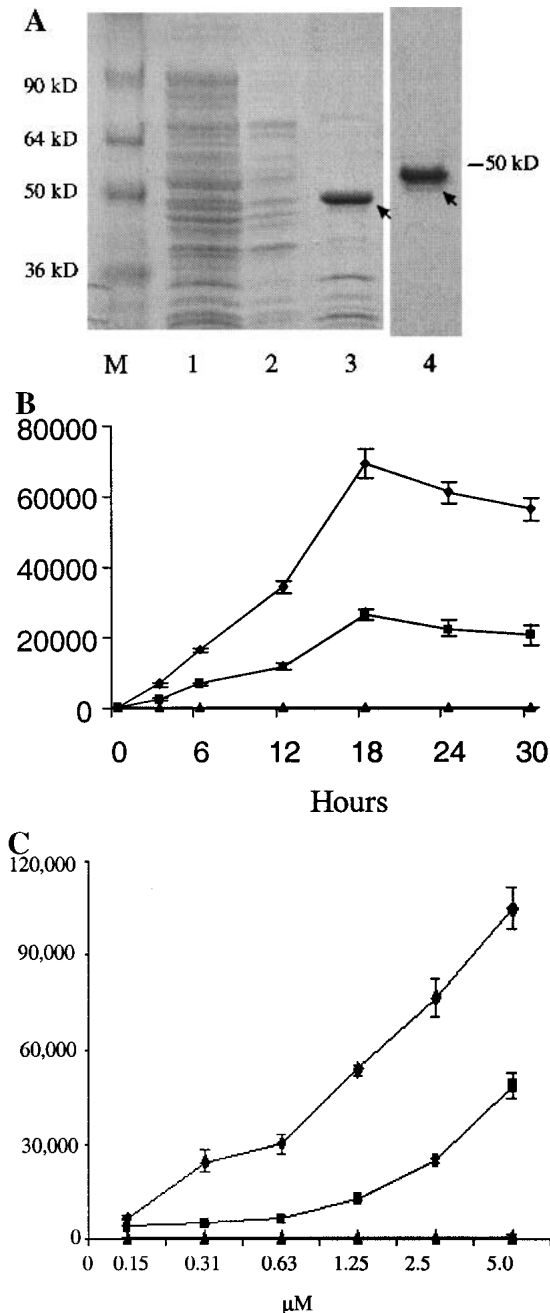 A
90 kD
64 kD
50 kD
36 kD
–50 kD
M 1 2 3 4
B
80000
60000
40000
20000
0
0 6 12 18 24 30
Hours
C
120,000
90,000
60,000
30,000
0
0 0.15 0.31 0.63 1.25 2.5 5.0
µM